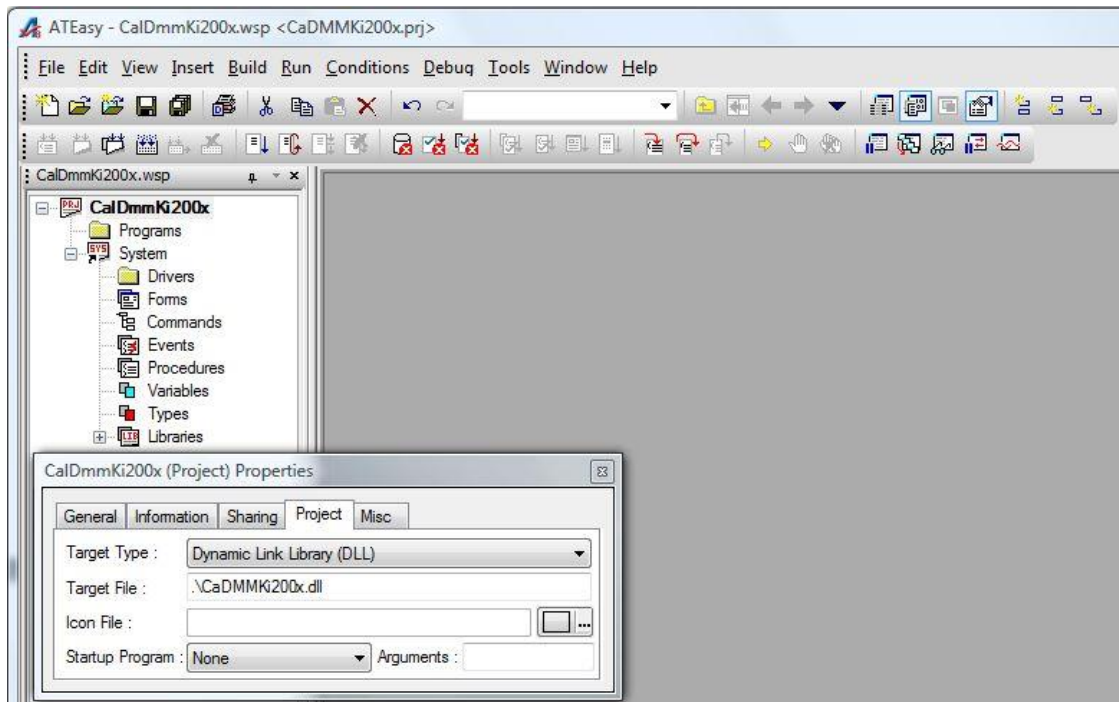 ATEasy - CalDmmKi200x.wsp <CaDMMKi200x.prj>
File Edit View Insert Build Run Conditions Debug Tools Window Help
CalDmmKi200x.wsp
CalDmmKi200x
Programs
System
Drivers
Forms
Commands
Events
Procedures
Variables
Types
Libraries
CalDmmKi200x (Project) Properties
General Information Sharing Project Misc
Target Type : Dynamic Link Library (DLL)
Target File : .\CaDMMKi200x.dll
Icon File : ...
Startup Program : None Arguments :